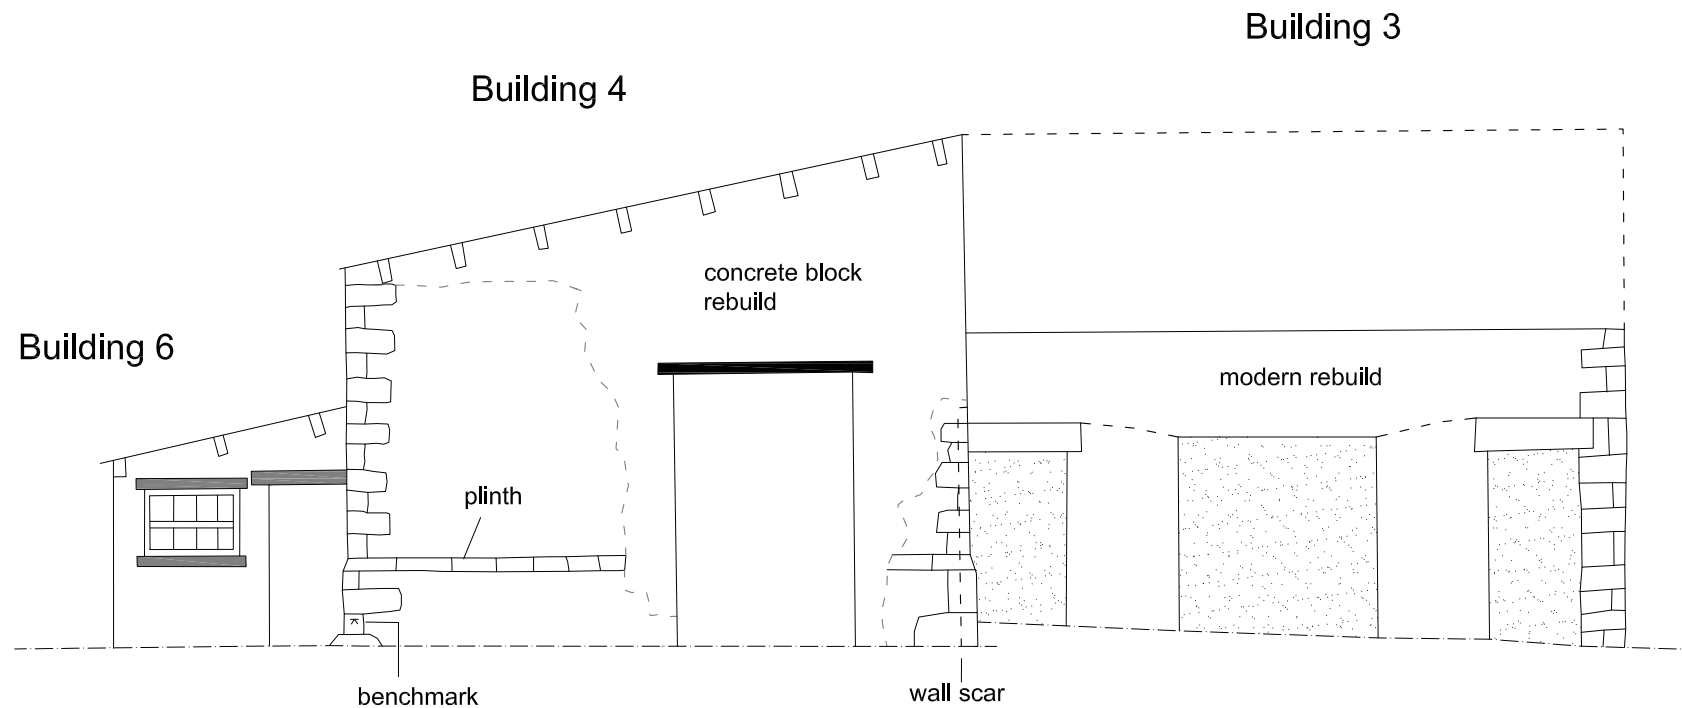 Building 3
Building 4
concrete block
rebuild
Building 6
modern rebuild
plinth
benchmark
wall scar